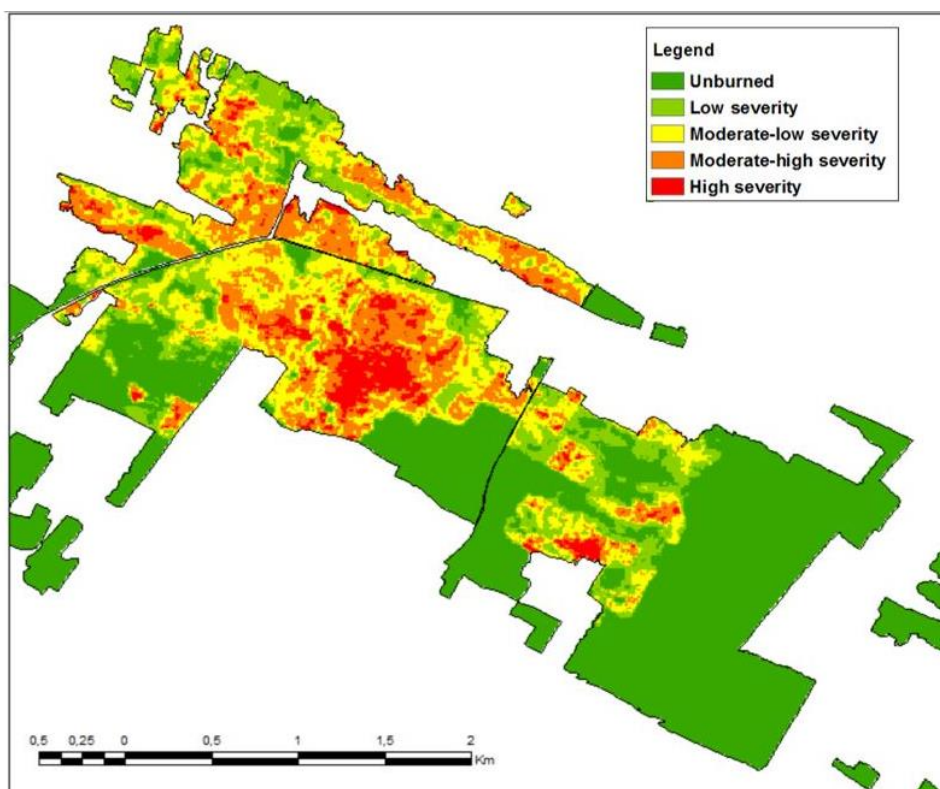 Legend
Unburned
Low severity
Moderate-low severity
Moderate-high severity
High severity
0,5 0,25 0 0,5 1 1,5 2
Km